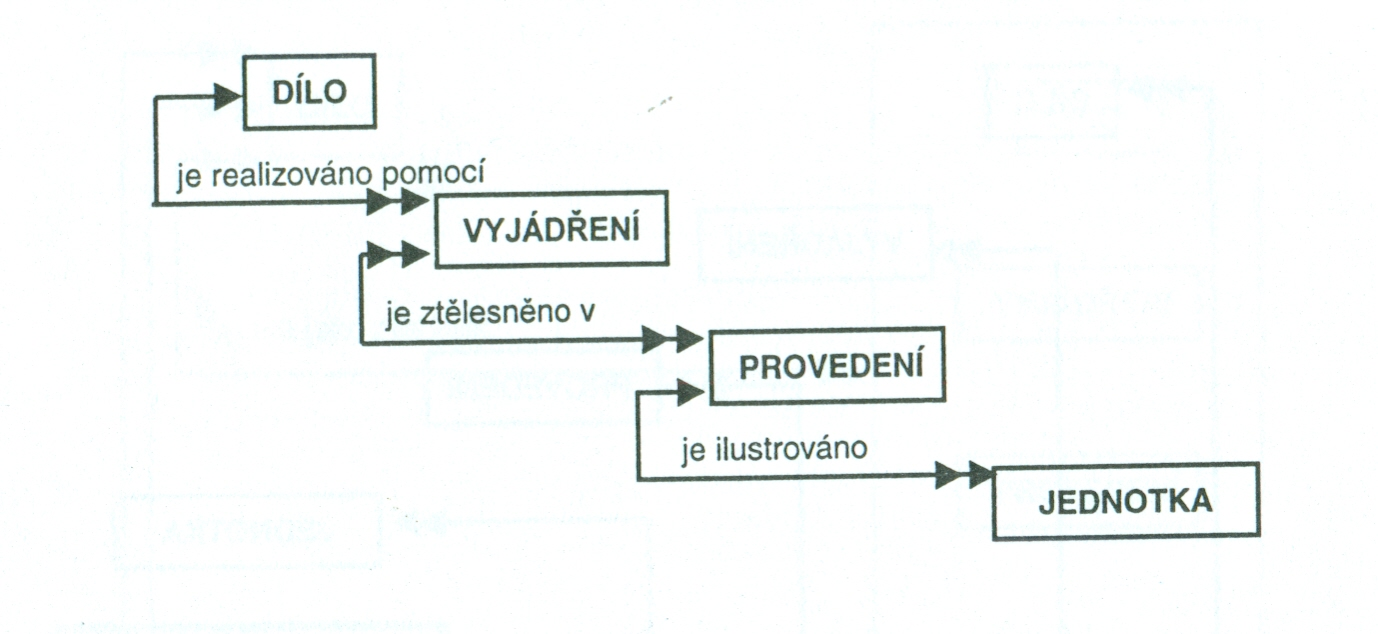 DÍLO
je realizováno pomocí
VYJÁDŘENÍ
je ztělesněno v
PROVEDENÍ
je ilustrováno
JEDNOTKA